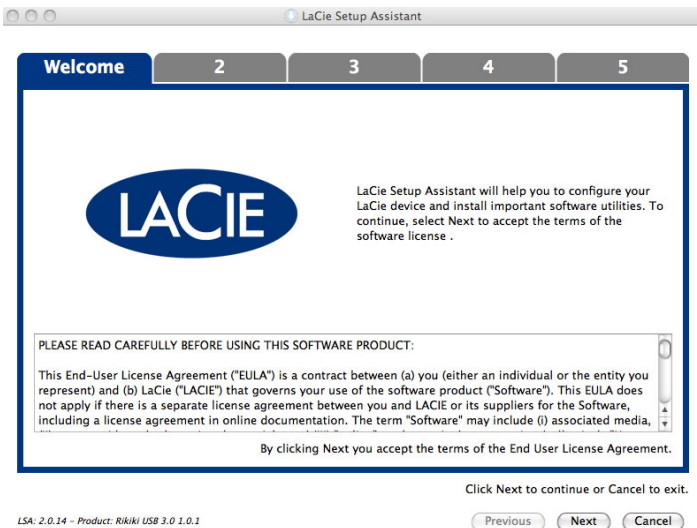 LaCie Setup Assistant
Welcome 2 3 4 5
LACIE
LaCie Setup Assistant will help you to configure your
LaCie device and install important software utilities. To
continue, select Next to accept the terms of the
software license .
PLEASE READ CAREFULLY BEFORE USING THIS SOFTWARE PRODUCT:
This End-User License Agreement ("EULA") is a contract between (a) you (either an individual or the entity you
represent) and (b) LaCie ("LACIE") that governs your use of the software product ("Software"). This EULA does
not apply if there is a separate license agreement between you and LACIE or its suppliers for the Software,
including a license agreement in online documentation. The term "Software" may include (i) associated media,
By clicking Next you accept the terms of the End User License Agreement.
Click Next to continue or Cancel to exit.
LSA: 2.0.14 – Product: Rikiki USB 3.0 1.0.1
Previous Next Cancel